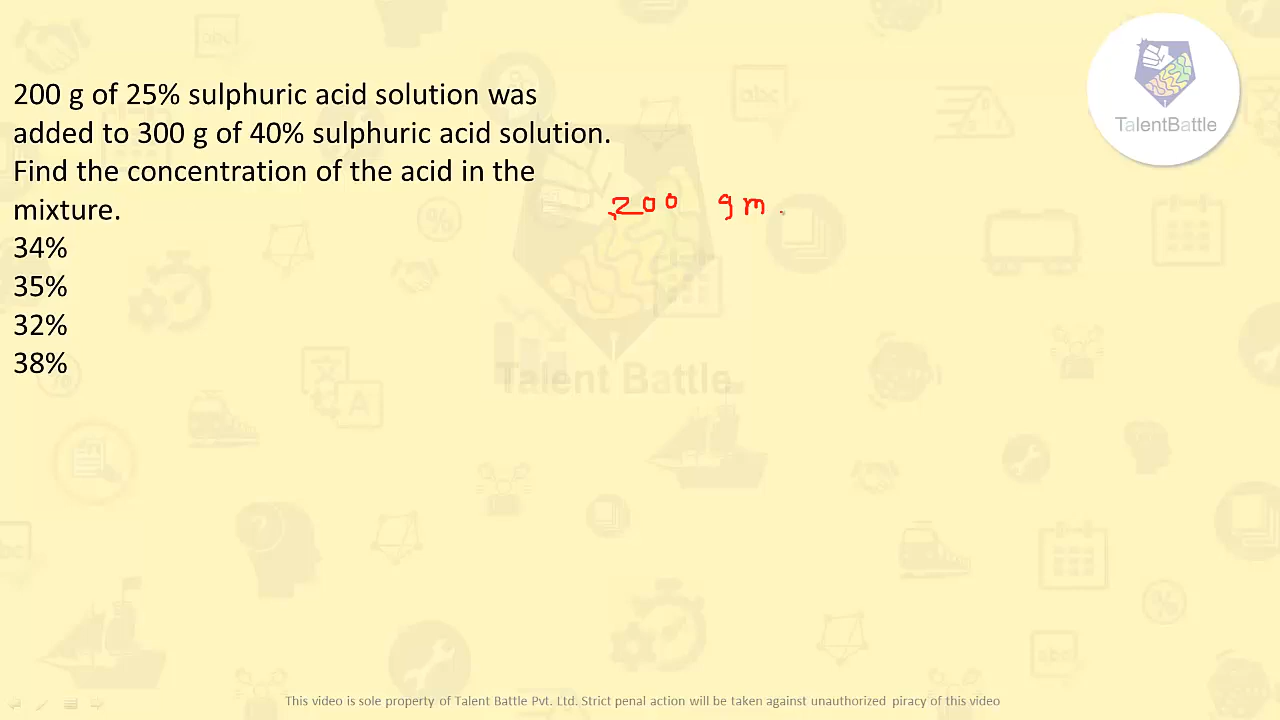 TalentBattle
200 g of 25% sulphuric acid solution was
added to 300 g of 40% sulphuric acid solution.
Find the concentration of the acid in the
mixture.
200 gm.
34%
35%
32%
38%
Talent Battle
This video is sole property of Talent Battle Pvt. Ltd. Strict penal action will be taken against unauthorized piracy of this video